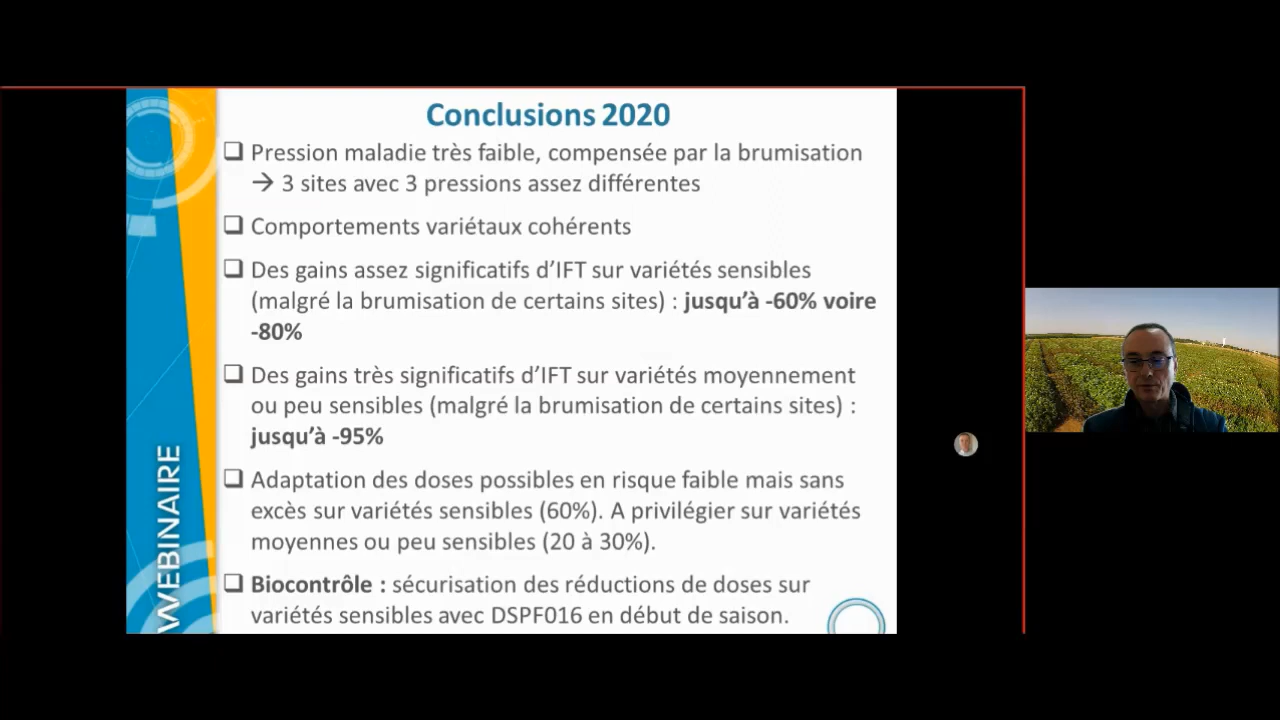 Conclusions 2020
❑ Pression maladie très faible, compensée par la brumisation
→ 3 sites avec 3 pressions assez différentes
❑ Comportements variétaux cohérents
❑ Des gains assez significatifs d’IFT sur variétés sensibles
(malgré la brumisation de certains sites) : jusqu’à -60% voire
-80%
❑ Des gains très significatifs d’IFT sur variétés moyennement
ou peu sensibles (malgré la brumisation de certains sites) :
jusqu’à -95%
❑ Adaptation des doses possibles en risque faible mais sans
excès sur variétés sensibles (60%). A privilégier sur variétés
moyennes ou peu sensibles (20 à 30%).
❑ Biocontrôle : sécurisation des réductions de doses sur
variétés sensibles avec DSPF016 en début de saison.
WEBINAIRE